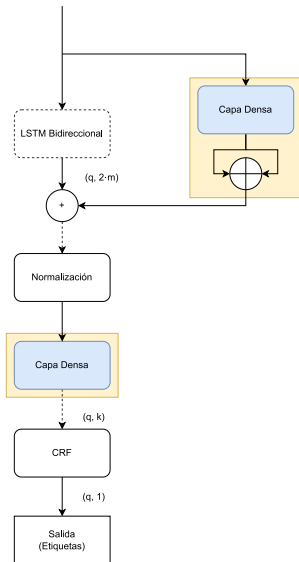 Capa Densa
LSTM Bidireccional
(q, 2·m)
+
Normalización
Capa Densa
(q, k)
CRF
(q, 1)
Salida
(Etiquetas)